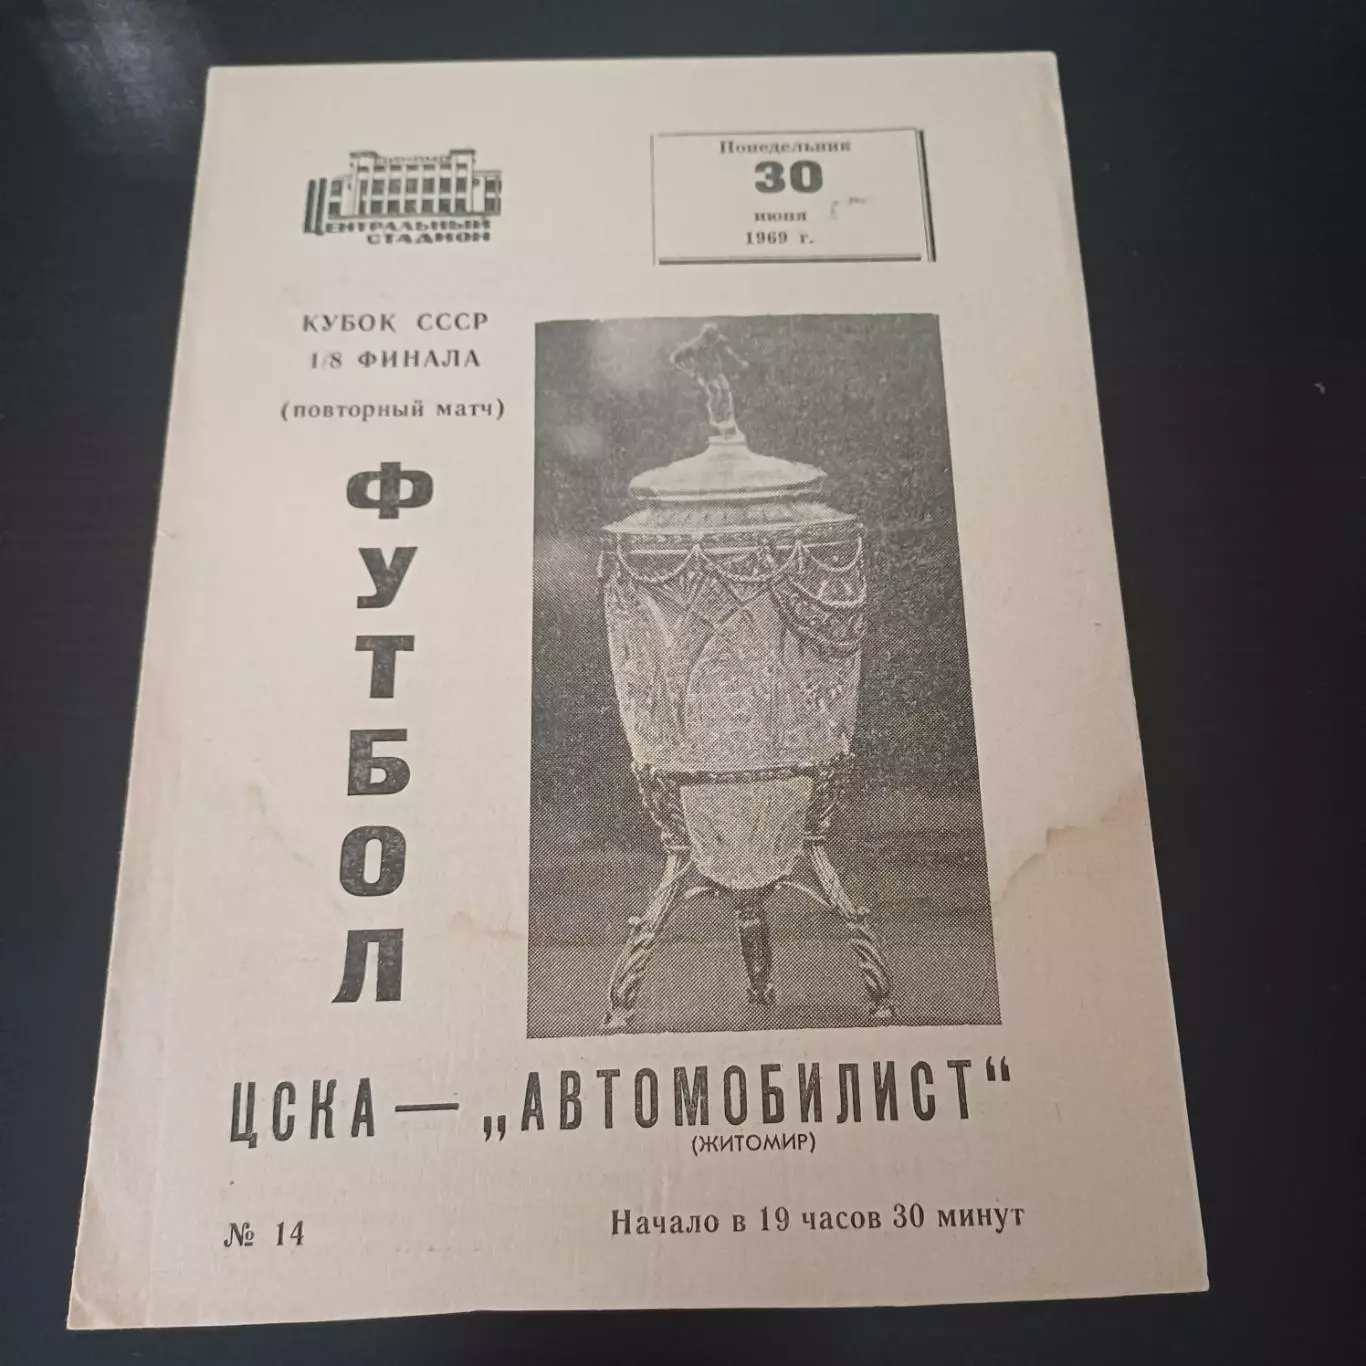 ЦЕНТРАЛЬНЫЙ
СТАДИОН
Понедельник
30
июня
1969 г.
КУБОК СССР
1/8 ФИНАЛА
(повторный матч)
ФУТБОЛ
ЦСКА — „АВТОМОБИЛИСТ“
(ЖИТОМИР)
№ 14
Начало в 19 часов 30 минут